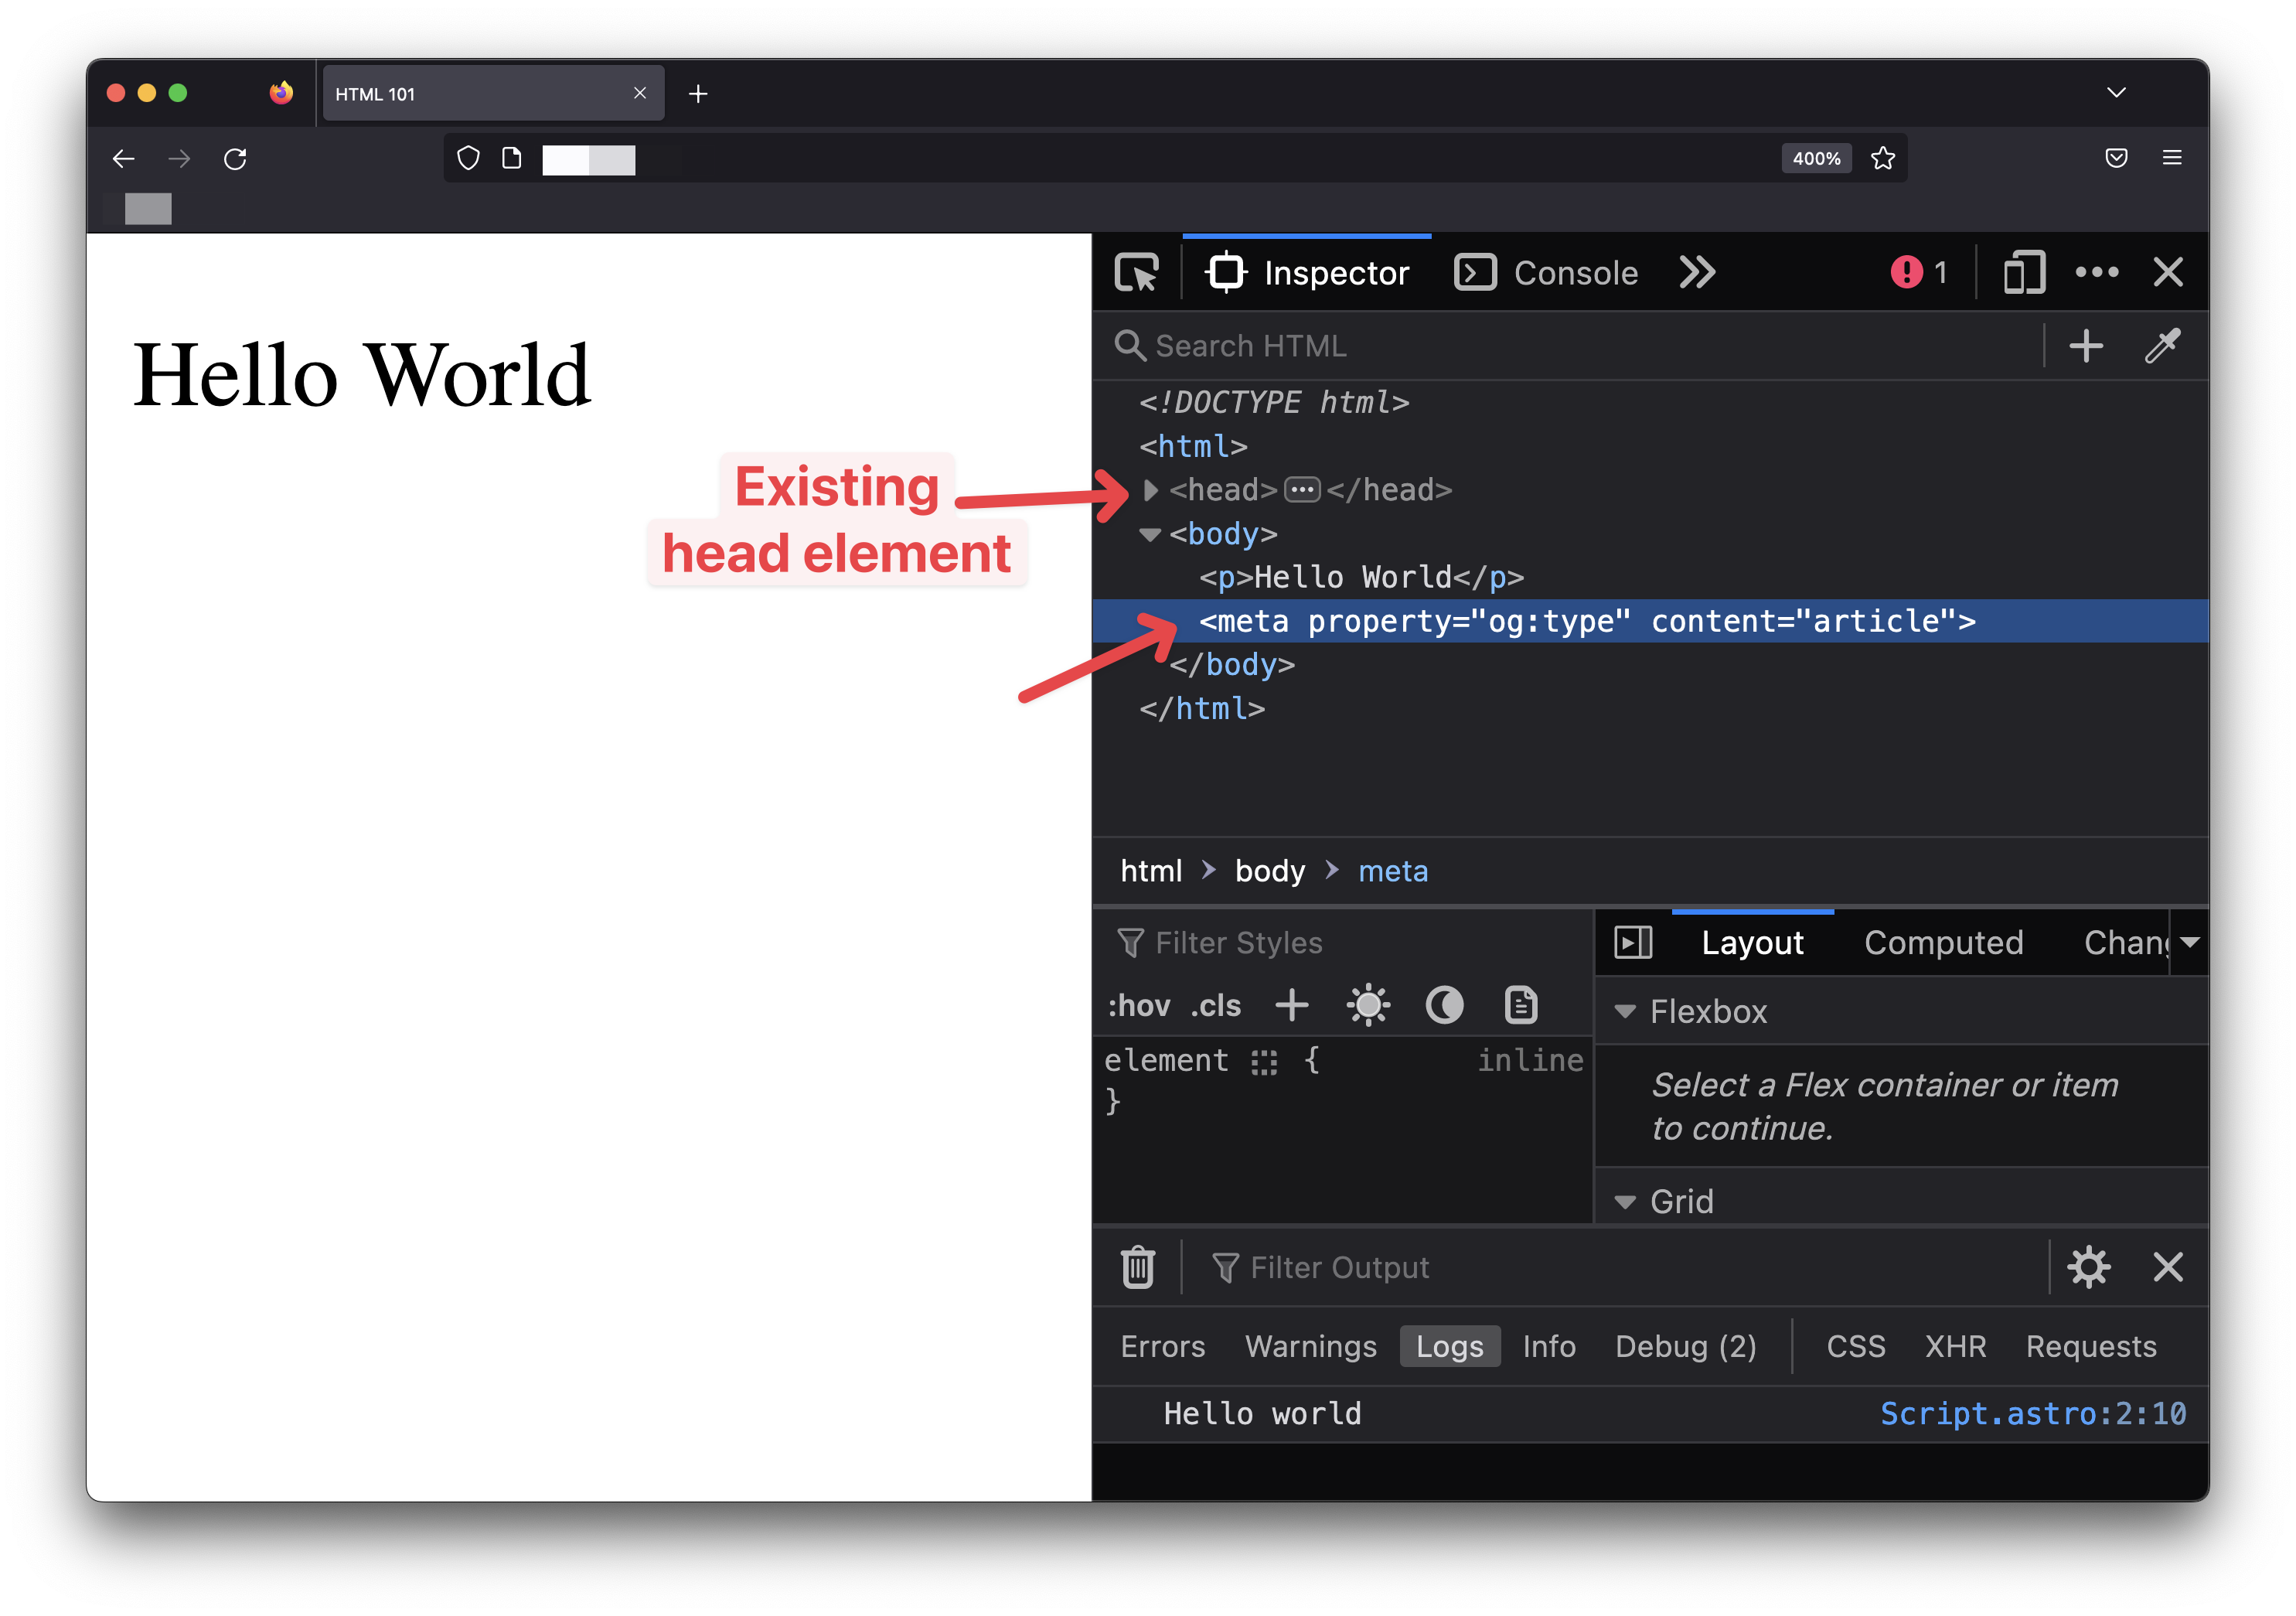 HTML 101
400%
Hello World
Existing
head element
Inspector
Console
1
Search HTML
<!DOCTYPE html>
<html>
<head>···</head>
<body>
<p>Hello World</p>
<meta property="og:type" content="article">
</body>
</html>
html > body > meta
Filter Styles
:hov .cls
element { inline
}
Layout Computed Chang
Flexbox
Select a Flex container or item
to continue.
Grid
Filter Output
Errors Warnings Logs Info Debug (2) CSS XHR Requests
Hello world Script.astro:2:10